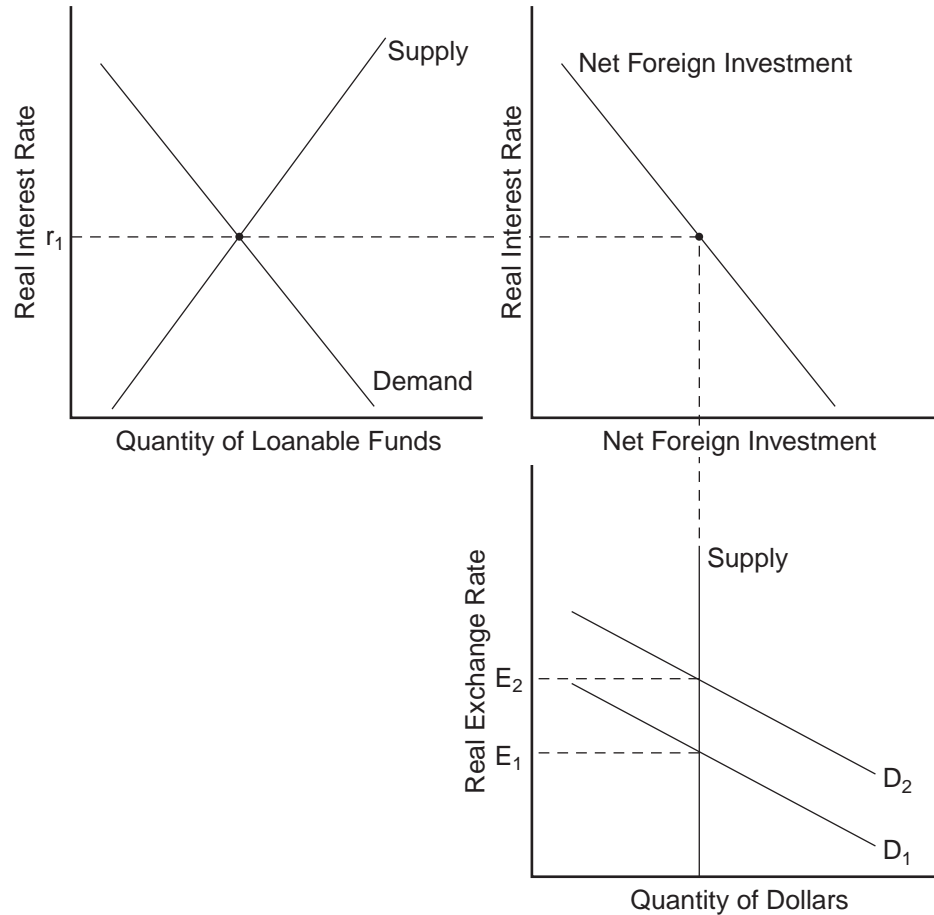 Supply
Real Interest Rate
r1
Demand
Quantity of Loanable Funds
Net Foreign Investment
Real Interest Rate
Net Foreign Investment
Supply
Real Exchange Rate
E2
E1
D2
D1
Quantity of Dollars